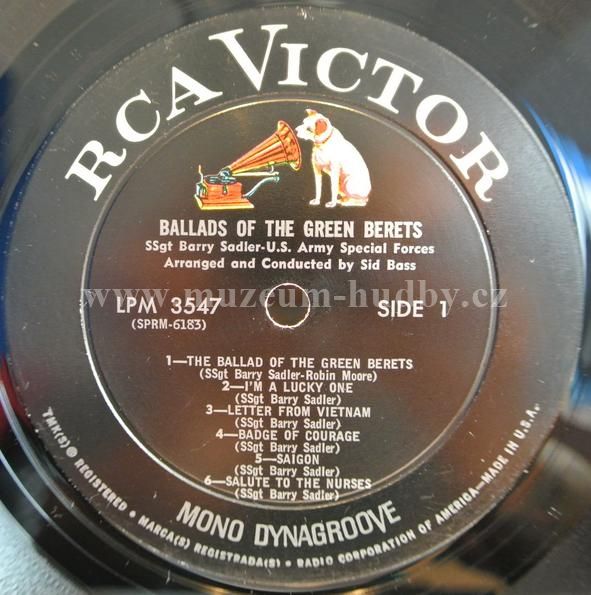 RCA VICTOR
BALLADS OF THE GREEN BERETS
SSgt Barry Sadler-U.S. Army Special Forces
Arranged and Conducted by Sid Bass
www.muzeum-hudby.cz
LPM 3547
(SPRM-6183)
SIDE 1
1—THE BALLAD OF THE GREEN BERETS
(SSgt Barry Sadler-Robin Moore)
2—I'M A LUCKY ONE
(SSgt Barry Sadler)
3—LETTER FROM VIETNAM
(SSgt Barry Sadler)
4—BADGE OF COURAGE
(SSgt Barry Sadler)
5—SAIGON
(SSgt Barry Sadler)
6—SALUTE TO THE NURSES
(SSgt Barry Sadler)
MONO DYNAGROOVE
TMK(S) ® REGISTERED • MARCA(S) REGISTRADA(S) • RADIO CORPORATION OF AMERICA—MADE IN U.S.A.